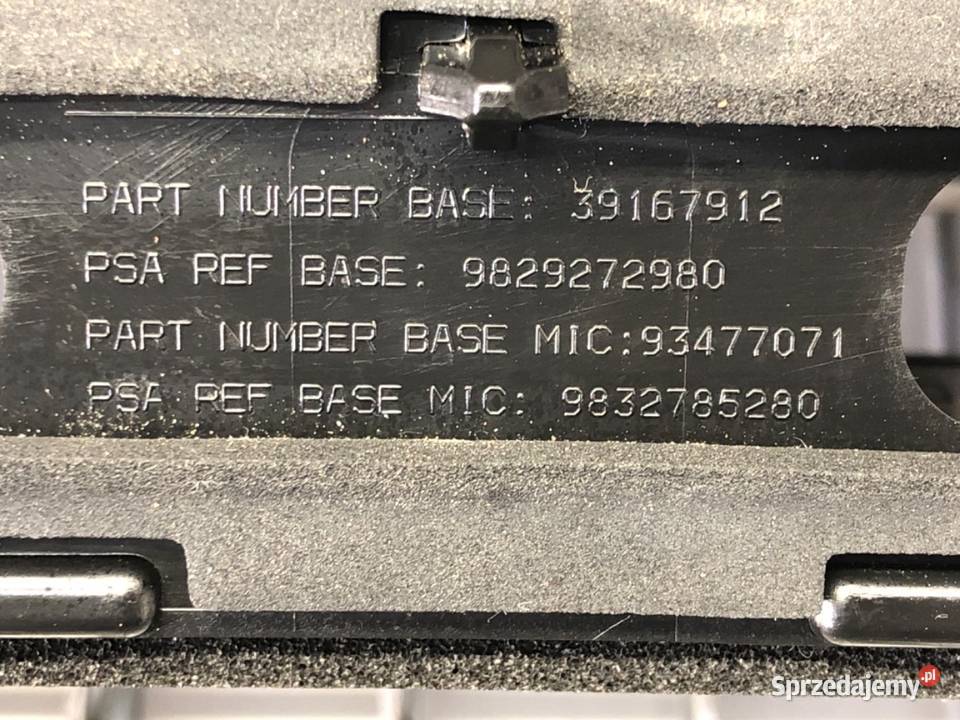 PART NUMBER BASE: 39167912
PSA REF BASE: 9829272980
PART NUMBER BASE MIC:93477071
PSA REF BASE MIC: 9832785280
Sprzedajemy.pl